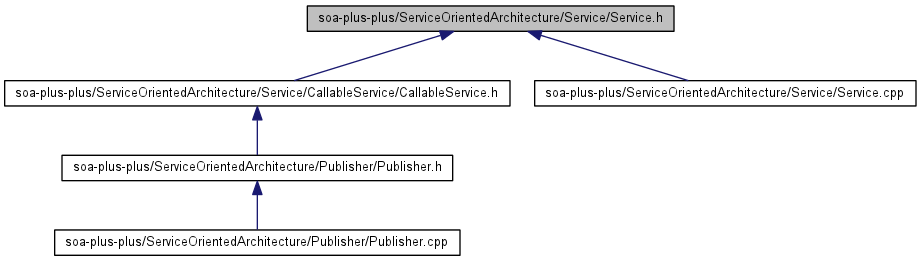 soa-plus-plus/ServiceOrientedArchitecture/Service/Service.h
soa-plus-plus/ServiceOrientedArchitecture/Service/CallableService/CallableService.h
soa-plus-plus/ServiceOrientedArchitecture/Service/Service.cpp
soa-plus-plus/ServiceOrientedArchitecture/Publisher/Publisher.h
soa-plus-plus/ServiceOrientedArchitecture/Publisher/Publisher.cpp